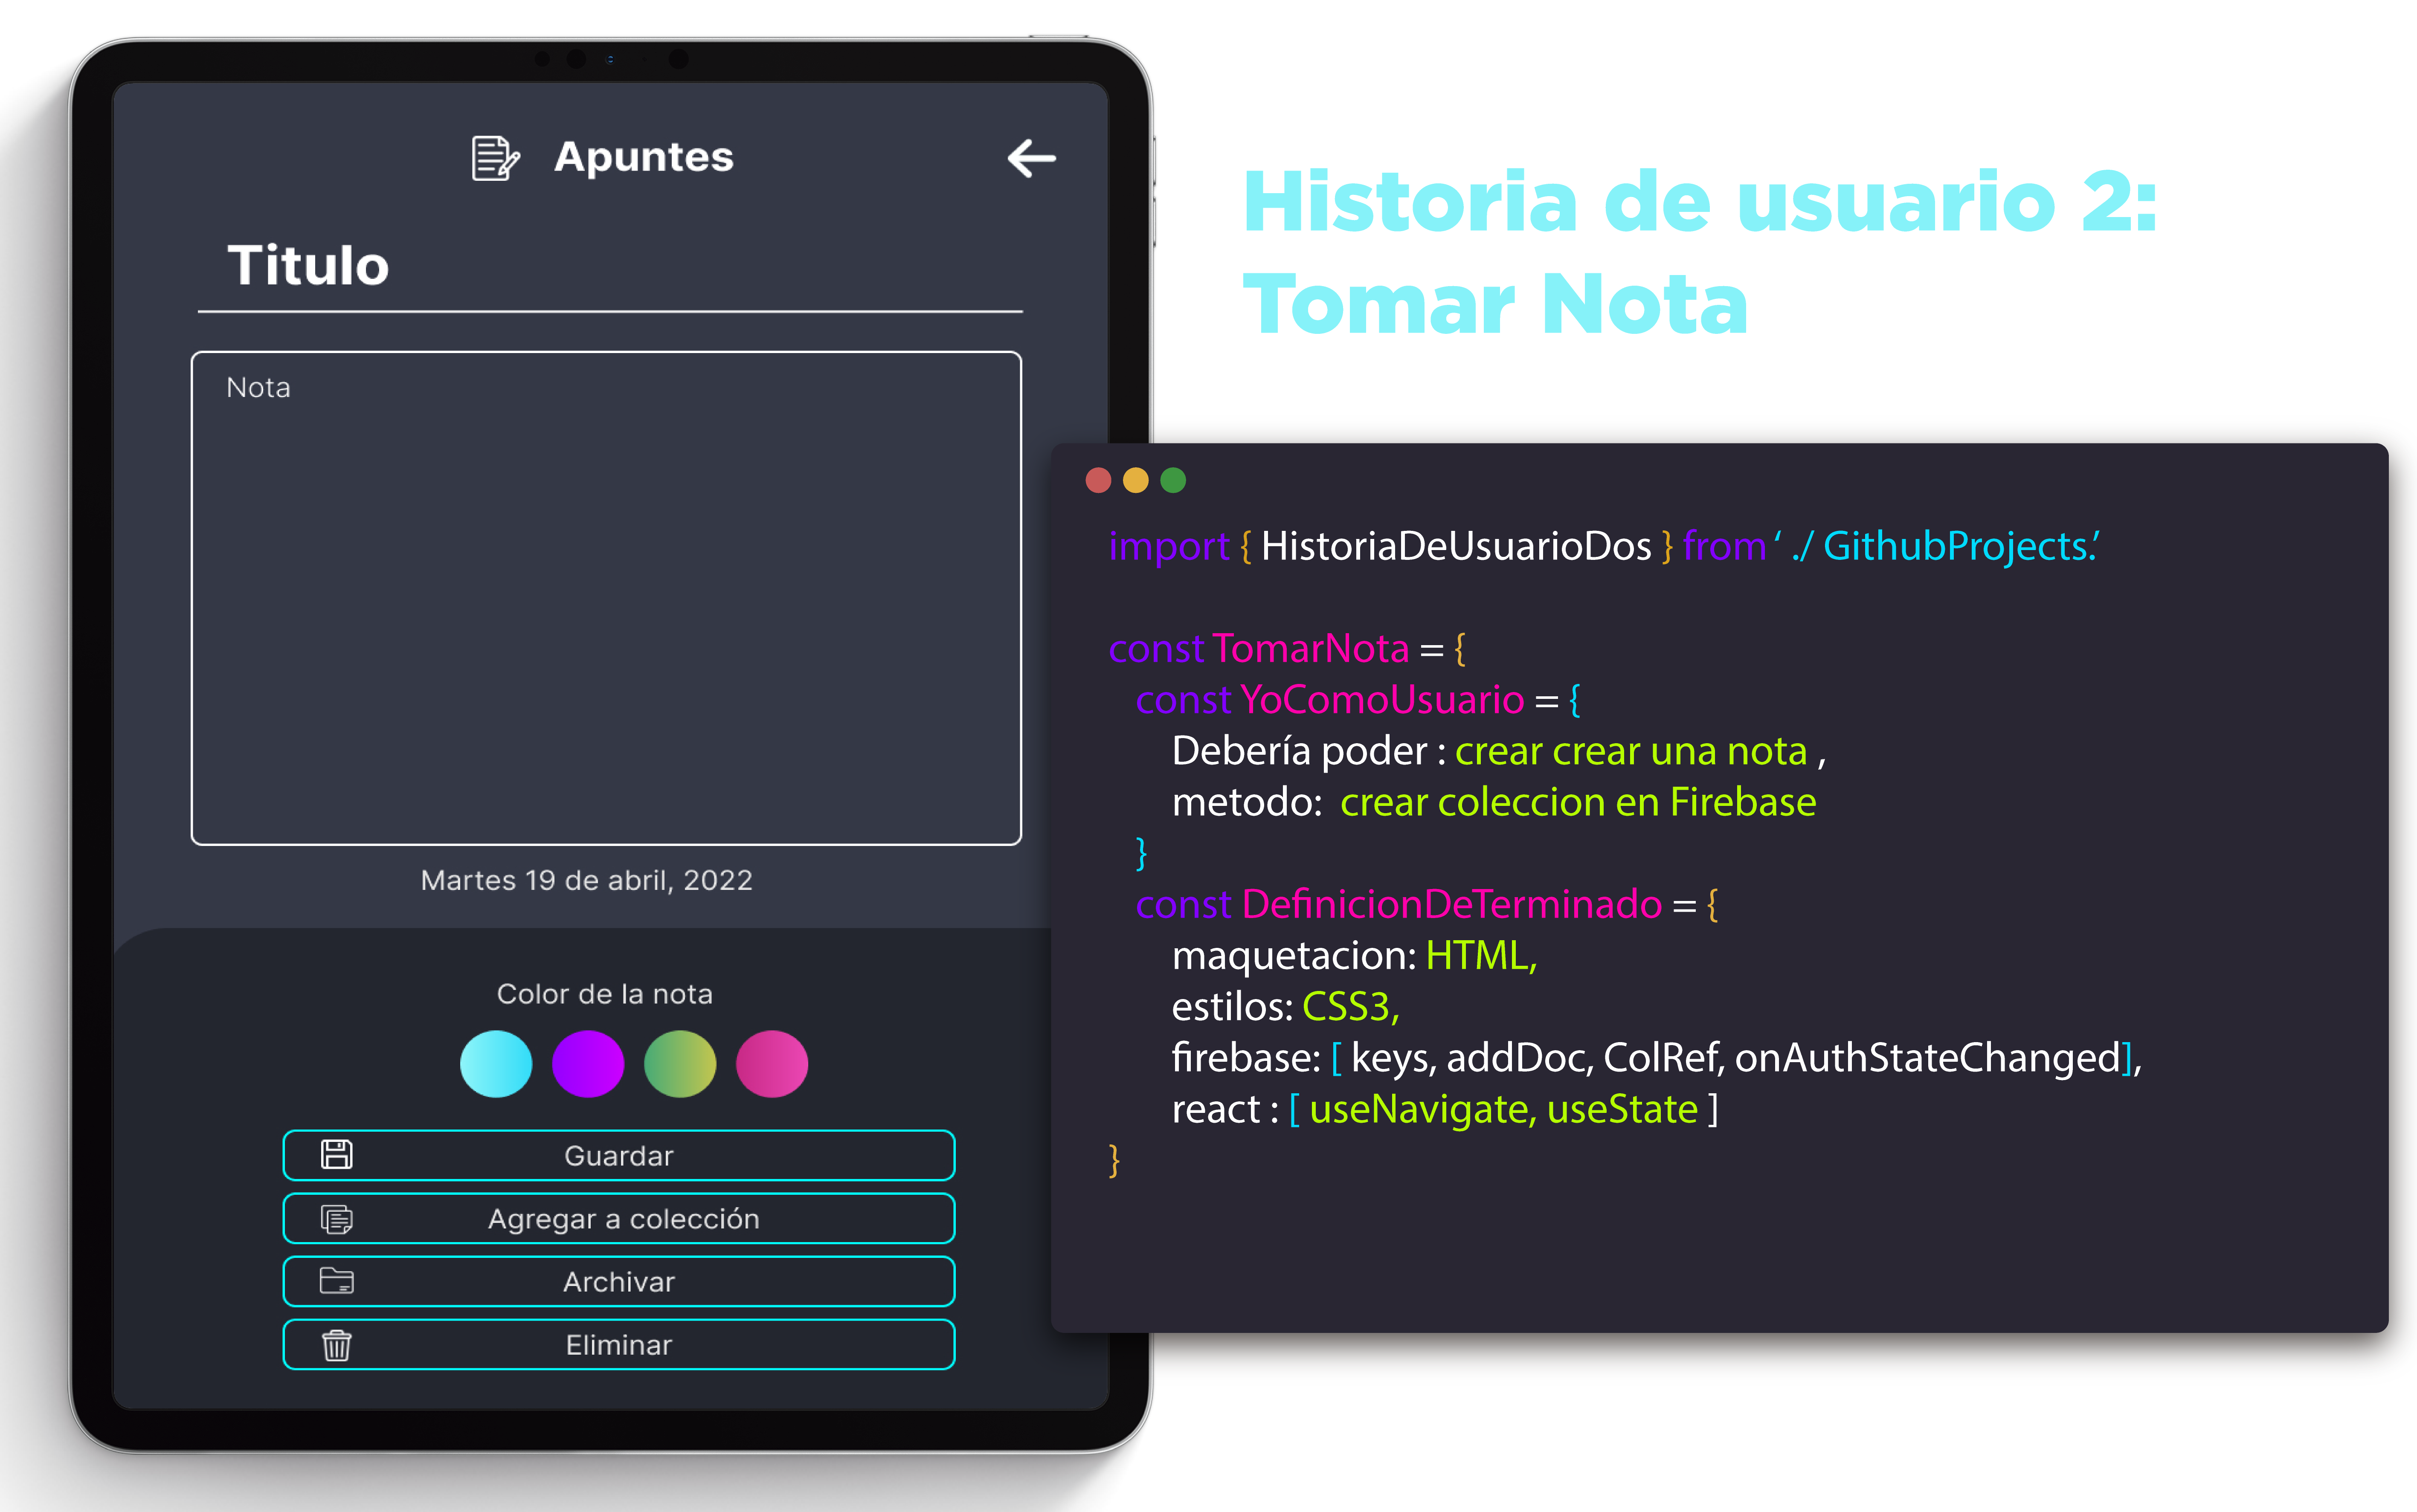 Apuntes
Titulo
Nota
Martes 19 de abril, 2022
Color de la nota
Guardar
Agregar a colección
Archivar
Eliminar
Historia de usuario 2:
Tomar Nota
import { HistoriaDeUsuarioDos } from ‘ ./ GithubProjects.’
const TomarNota = {
const YoComoUsuario = {
Debería poder : crear crear una nota ,
metodo: crear coleccion en Firebase
}
const DefinicionDeTerminado = {
maquetacion: HTML,
estilos: CSS3,
firebase: [ keys, addDoc, ColRef, onAuthStateChanged],
react : [ useNavigate, useState ]
}